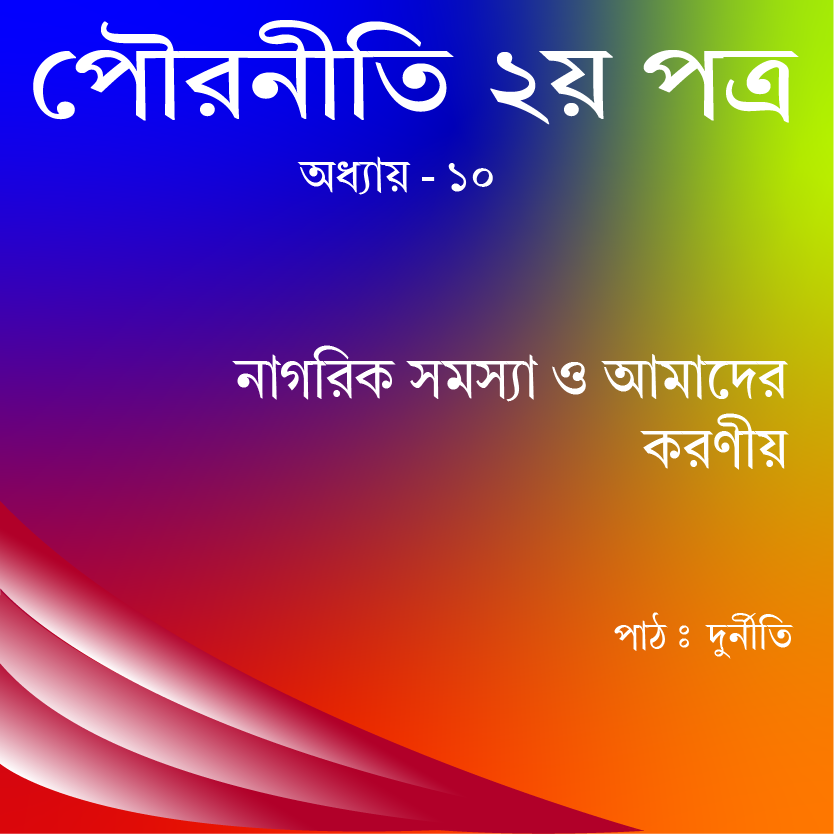 পৌরনীতি ২য় পত্র
অধ্যায় - ১০
নাগরিক সমস্যা ও আমাদের
করণীয়
পাঠ ঃ দুর্নীতি